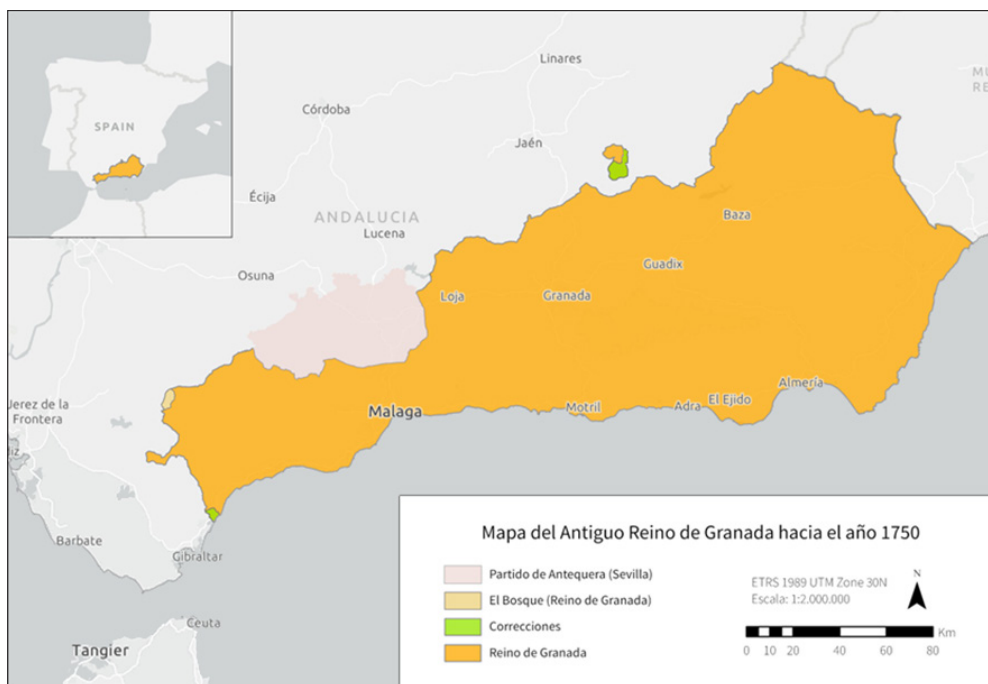 SPAIN
Linares
Córdoba
Jaén
Écija
ANDALUCIA
Lucena
Baza
Osuna
Guadix
Loja
Granada
Jerez de la
Frontera
Malaga
Motril
Adra
El Ejido
Almería
Barbate
Gibraltar
Ceuta
Tangier
Mapa del Antiguo Reino de Granada hacia el año 1750
Partido de Antequera (Sevilla)
El Bosque (Reino de Granada)
Correcciones
Reino de Granada
ETRS 1989 UTM Zone 30N
Escala: 1:2.000.000
N
Km
0 10 20 40 60 80